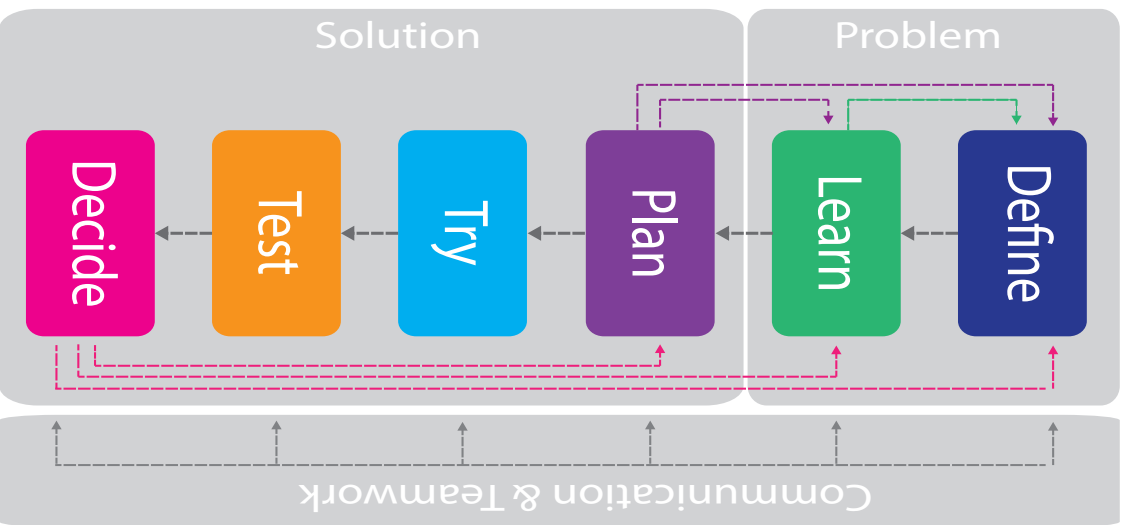 Solution
Problem
Define
Learn
Plan
Try
Test
Decide
Communication & Teamwork